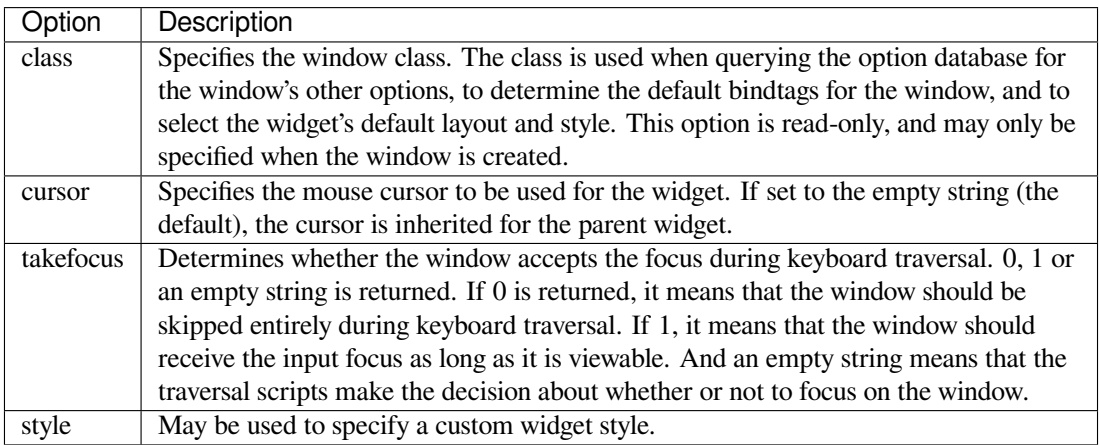 Option Description
class Specifies the window class. The class is used when querying the option database for
the window's other options, to determine the default bindtags for the window, and to
select the widget's default layout and style. This option is read-only, and may only be
specified when the window is created.
cursor Specifies the mouse cursor to be used for the widget. If set to the empty string (the
default), the cursor is inherited for the parent widget.
takefocus Determines whether the window accepts the focus during keyboard traversal. 0, 1 or
an empty string is returned. If 0 is returned, it means that the window should be
skipped entirely during keyboard traversal. If 1, it means that the window should
receive the input focus as long as it is viewable. And an empty string means that the
traversal scripts make the decision about whether or not to focus on the window.
style May be used to specify a custom widget style.